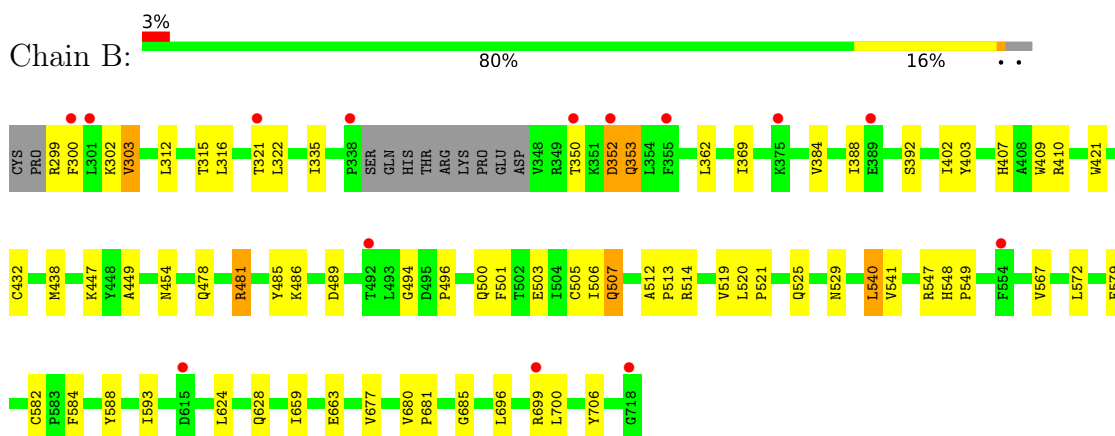 3%
Chain B:
80% 16% • •
CYS PRO R299 F300 L301 K302 V303 L312 T315 L316 T321 L322 I335 P338 SER GLN HIS THR ARG LYS PRO GLU ASP V348 R349 T350 K351 D352 Q353 L354 F355 L362 I369 K375 V384 I388 E389 S392 I402 Y403 H407 A408 W409 R410 W421
C432 M438 K447 Y448 A449 N454 Q478 R481 Y485 K486 D489 T492 L493 G494 D495 P496 Q500 F501 T502 E503 I504 C505 I506 Q507 A512 P513 R514 V519 L520 P521 Q525 N529 L540 V541 R547 H548 P549 F554 V567 L572
C582 P583 F584 Y588 I593 D615 L624 Q628 I659 E663 V677 V680 P681 G685 L696 R699 L700 Y706 G718